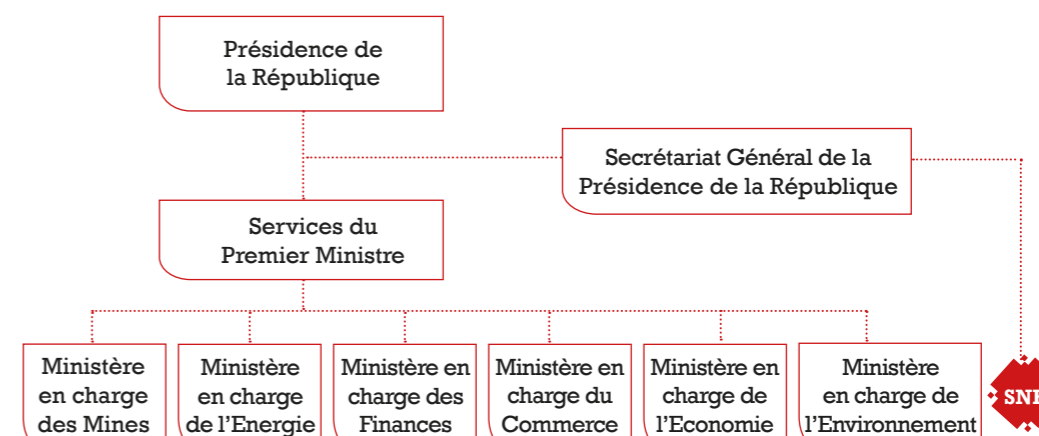 Présidence de
la République
Secrétariat Général de la
Présidence de la République
Services du
Premier Ministre
Ministère
en charge
des Mines
Ministère
en charge
de l'Energie
Ministère en
charge des
Finances
Ministère en
charge du
Commerce
Ministère en
charge de
l'Economie
Ministère
en charge de
l'Environnement